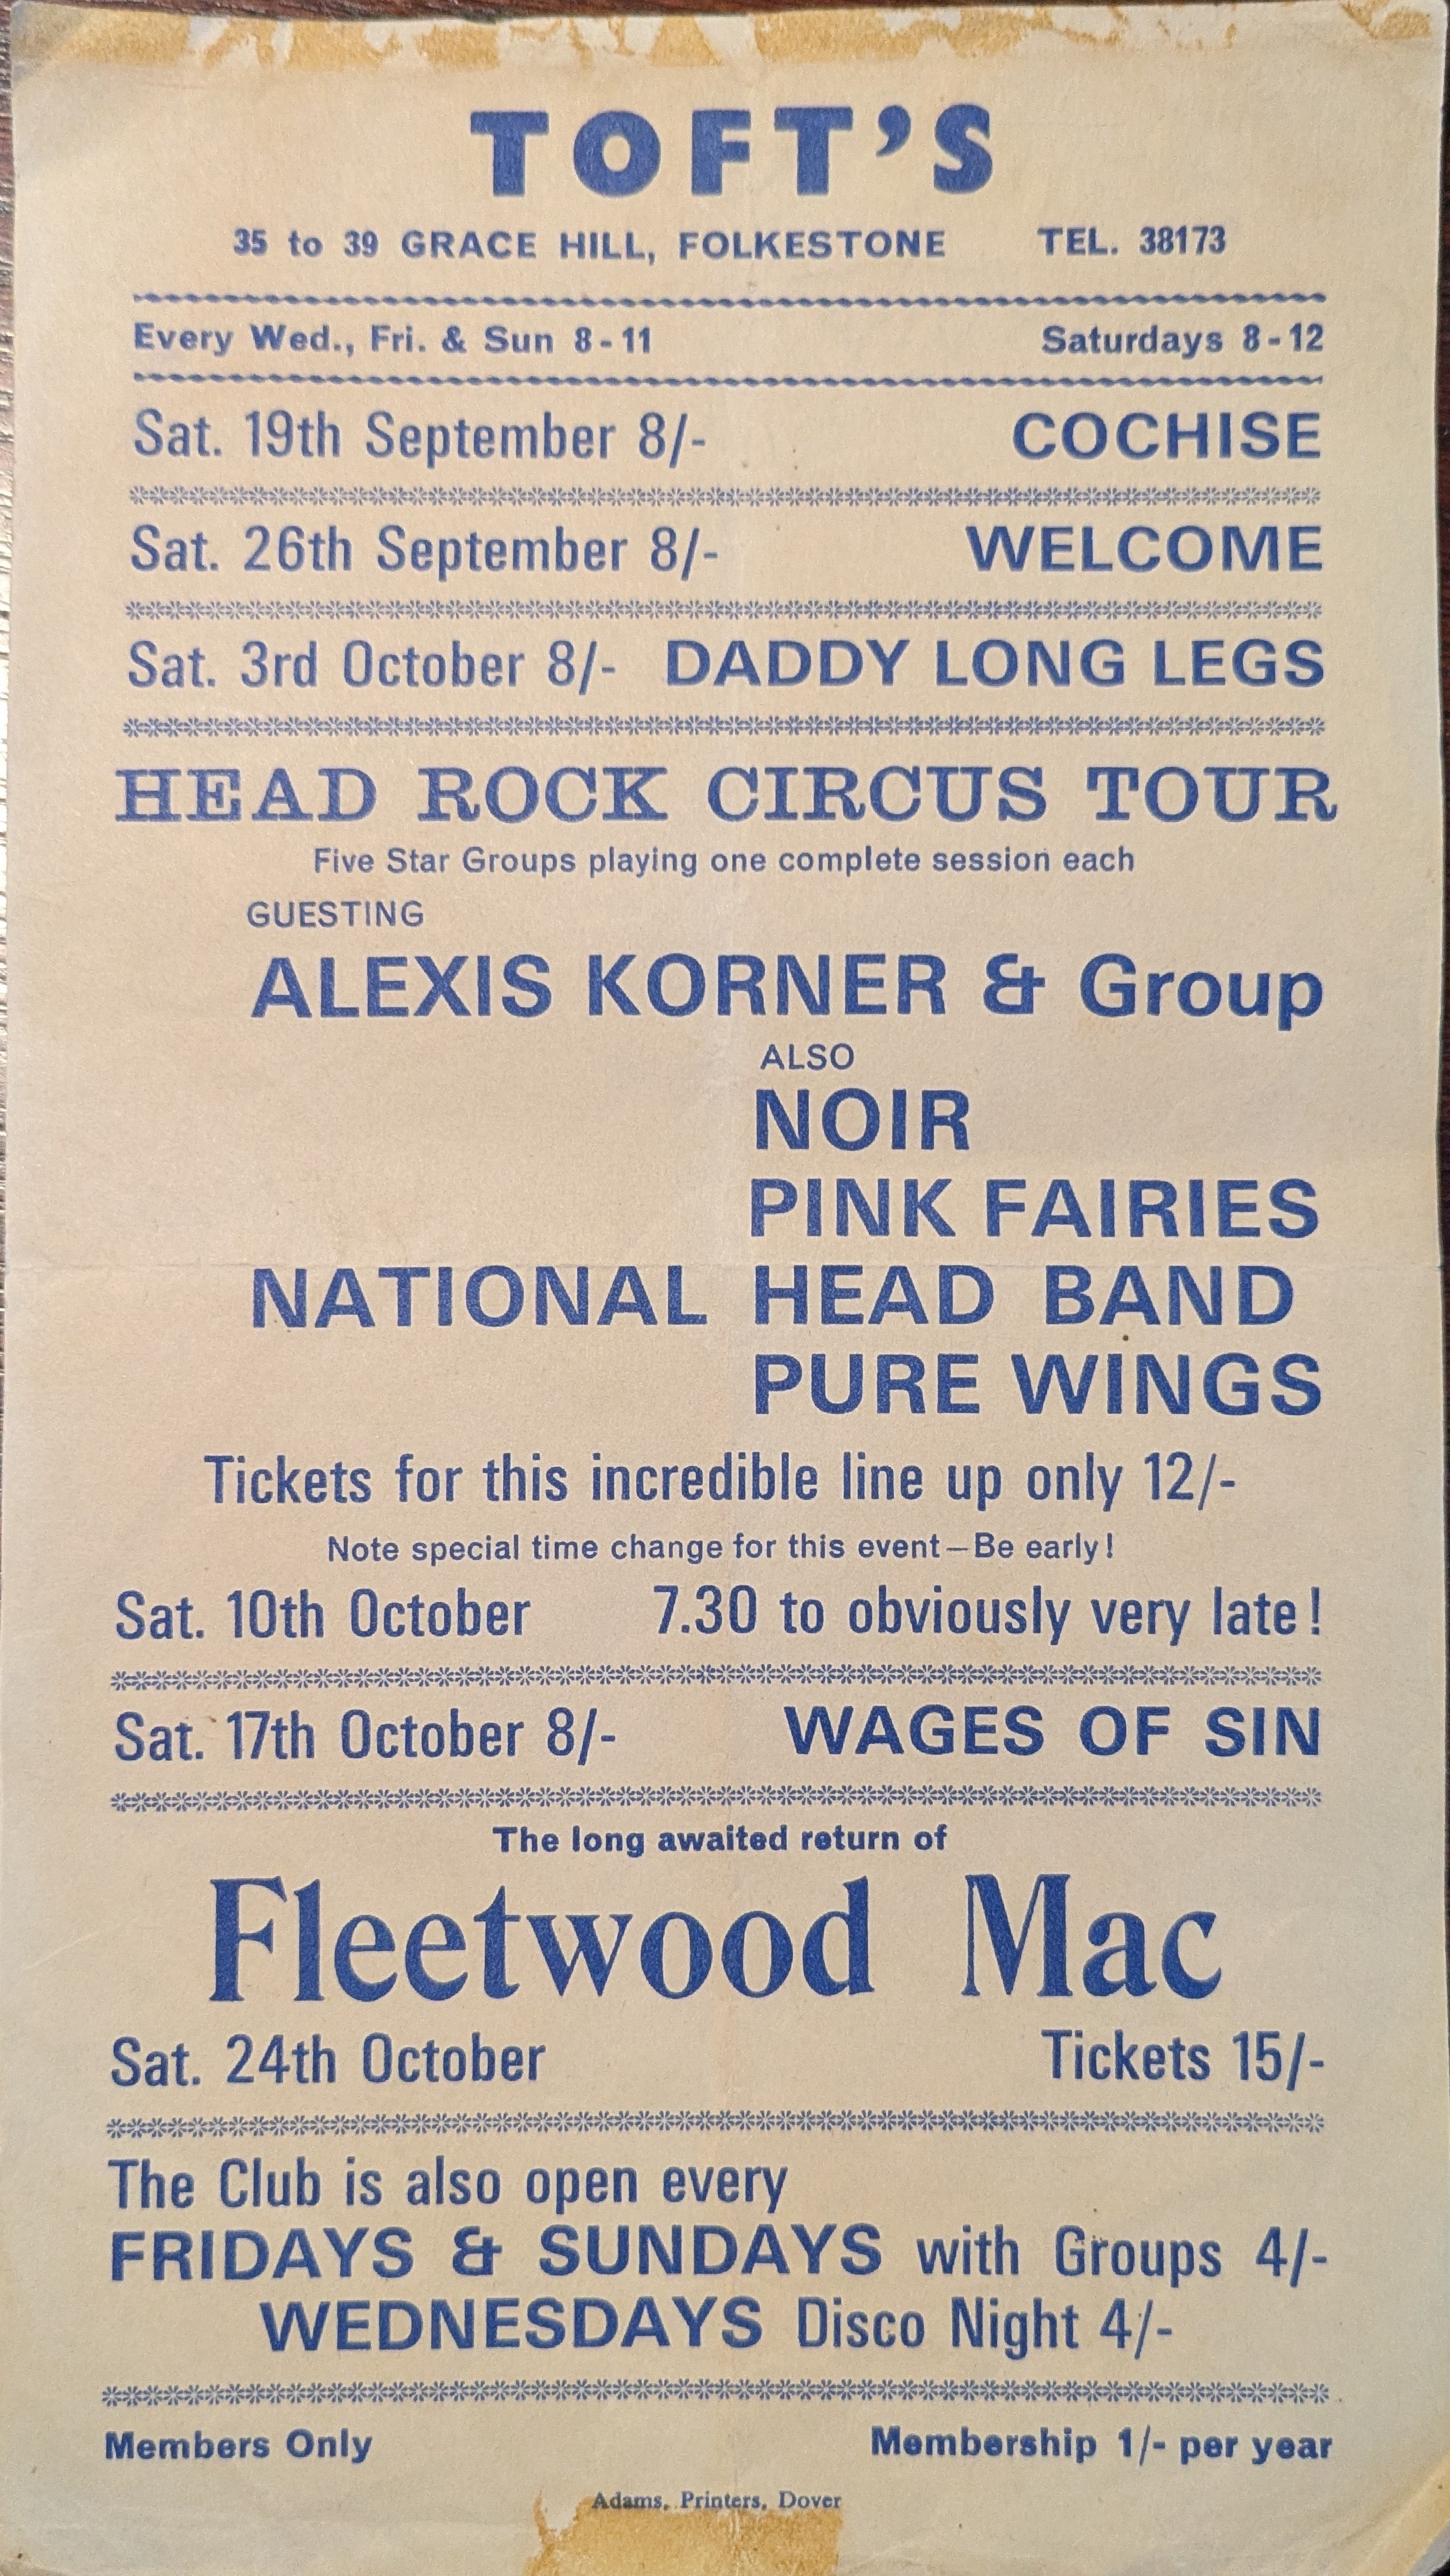 TOFT'S
35 to 39 GRACE HILL, FOLKESTONE TEL. 38173
Every Wed., Fri. & Sun 8-11 Saturdays 8-12
Sat. 19th September 8/- COCHISE
Sat. 26th September 8/- WELCOME
Sat. 3rd October 8/- DADDY LONG LEGS
HEAD ROCK CIRCUS TOUR
Five Star Groups playing one complete session each
GUESTING
ALEXIS KORNER & Group
ALSO
NOIR
PINK FAIRIES
NATIONAL HEAD BAND
PURE WINGS
Tickets for this incredible line up only 12/-
Note special time change for this event—Be early!
Sat. 10th October 7.30 to obviously very late!
Sat. 17th October 8/- WAGES OF SIN
The long awaited return of
Fleetwood Mac
Sat. 24th October Tickets 15/-
The Club is also open every
FRIDAYS & SUNDAYS with Groups 4/-
WEDNESDAYS Disco Night 4/-
Members Only Membership 1/- per year
Adams, Printers, Dover